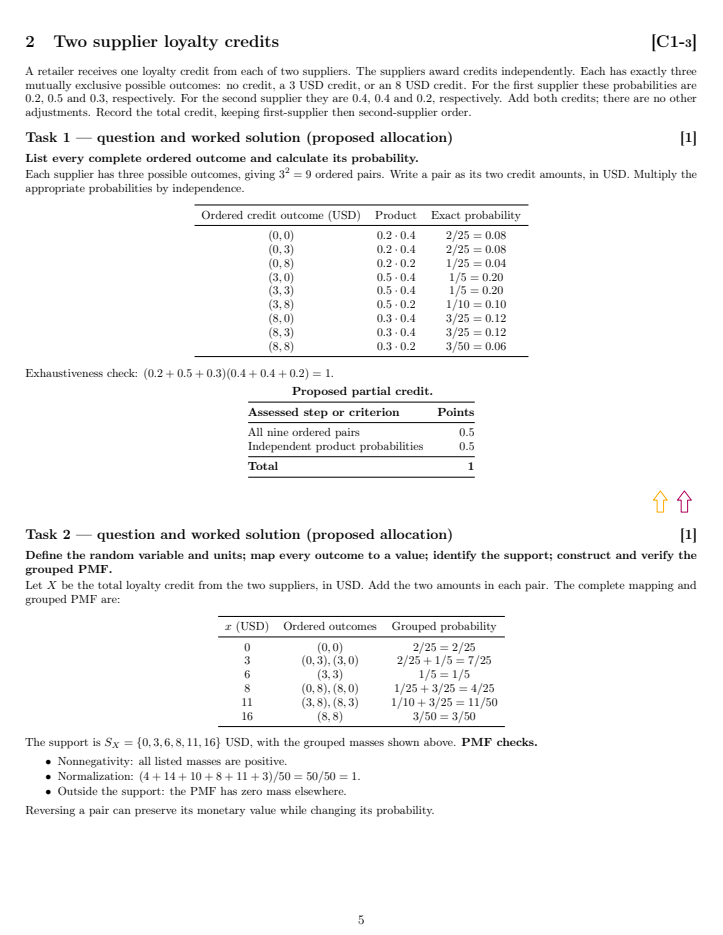 2 Two supplier loyalty credits [C1-3]
A retailer receives one loyalty credit from each of two suppliers. The suppliers award credits independently. Each has exactly three
mutually exclusive possible outcomes: no credit, a 3 USD credit, or an 8 USD credit. For the first supplier these probabilities are
0.2, 0.5 and 0.3, respectively. For the second supplier they are 0.4, 0.4 and 0.2, respectively. Add both credits; there are no other
adjustments. Record the total credit, keeping first-supplier then second-supplier order.
Task 1 — question and worked solution (proposed allocation) [1]
List every complete ordered outcome and calculate its probability.
Each supplier has three possible outcomes, giving 3² = 9 ordered pairs. Write a pair as its two credit amounts, in USD. Multiply the
appropriate probabilities by independence.
Ordered credit outcome (USD) Product Exact probability
(0, 0) 0.2 · 0.4 2/25 = 0.08
(0, 3) 0.2 · 0.4 2/25 = 0.08
(0, 8) 0.2 · 0.2 1/25 = 0.04
(3, 0) 0.5 · 0.4 1/5 = 0.20
(3, 3) 0.5 · 0.4 1/5 = 0.20
(3, 8) 0.5 · 0.2 1/10 = 0.10
(8, 0) 0.3 · 0.4 3/25 = 0.12
(8, 3) 0.3 · 0.4 3/25 = 0.12
(8, 8) 0.3 · 0.2 3/50 = 0.06
Exhaustiveness check: (0.2 + 0.5 + 0.3)(0.4 + 0.4 + 0.2) = 1.
Proposed partial credit.
Assessed step or criterion Points
All nine ordered pairs 0.5
Independent product probabilities 0.5
Total 1
Task 2 — question and worked solution (proposed allocation) [1]
Define the random variable and units; map every outcome to a value; identify the support; construct and verify the
grouped PMF.
Let X be the total loyalty credit from the two suppliers, in USD. Add the two amounts in each pair. The complete mapping and
grouped PMF are:
x (USD) Ordered outcomes Grouped probability
0 (0, 0) 2/25 = 2/25
3 (0, 3), (3, 0) 2/25 + 1/5 = 7/25
6 (3, 3) 1/5 = 1/5
8 (0, 8), (8, 0) 1/25 + 3/25 = 4/25
11 (3, 8), (8, 3) 1/10 + 3/25 = 11/50
16 (8, 8) 3/50 = 3/50
The support is S_X = {0, 3, 6, 8, 11, 16} USD, with the grouped masses shown above. PMF checks.
• Nonnegativity: all listed masses are positive.
• Normalization: (4 + 14 + 10 + 8 + 11 + 3)/50 = 50/50 = 1.
• Outside the support: the PMF has zero mass elsewhere.
Reversing a pair can preserve its monetary value while changing its probability.
5